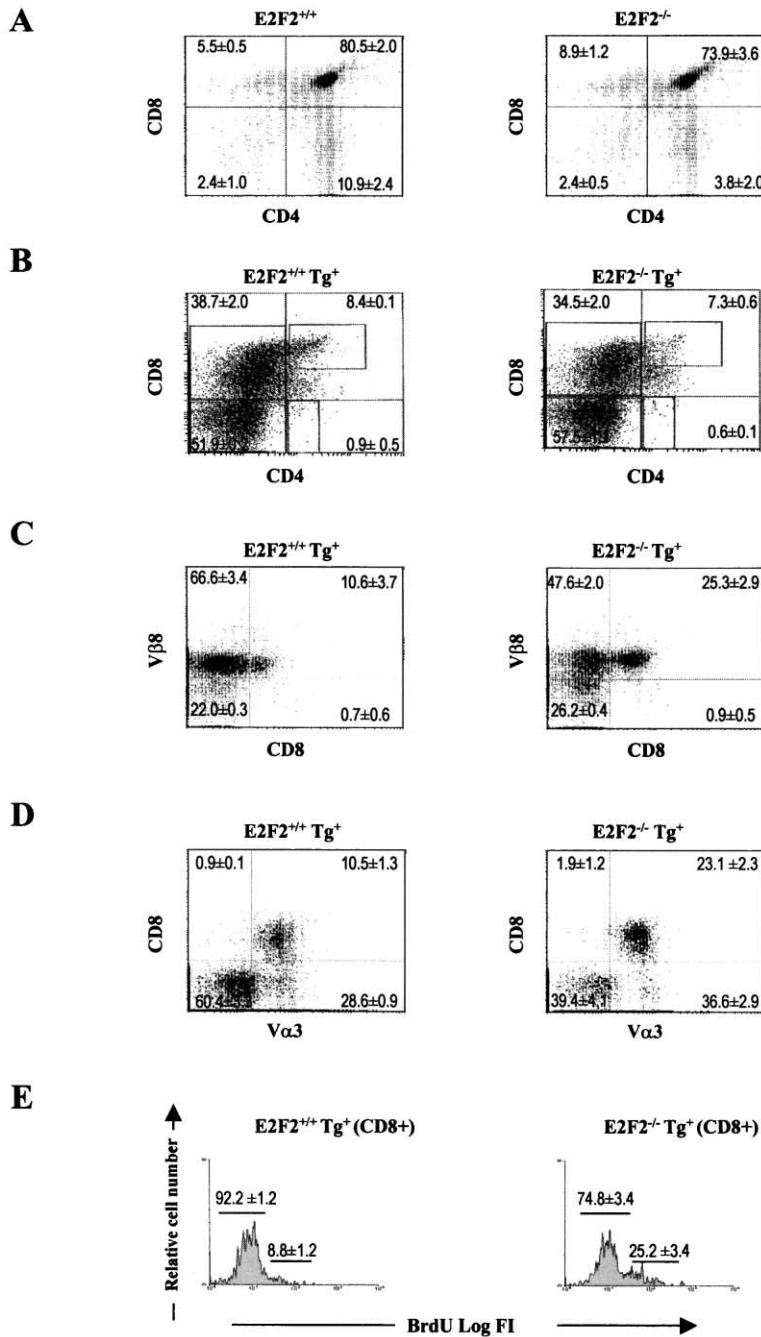 A
E2F2+/+
E2F2-/-
5.5±0.5
80.5±2.0
8.9±1.2
73.9±3.6
CD8
CD8
2.4±1.0
10.9±2.4
2.4±0.5
3.8±2.0
CD4
CD4
B
E2F2+/+ Tg+
E2F2-/- Tg+
38.7±2.0
8.4±0.1
34.5±2.0
7.3±0.6
CD8
CD8
0.9± 0.5
0.6±0.1
CD4
CD4
C
E2F2+/+ Tg+
E2F2-/- Tg+
66.6±3.4
10.6±3.7
47.6±2.0
25.3±2.9
Vβ8
Vβ8
22.0±0.3
0.7±0.6
26.2±0.4
0.9±0.5
CD8
CD8
D
E2F2+/+ Tg+
E2F2-/- Tg+
0.9±0.1
10.5±1.3
1.9±1.2
23.1 ±2.3
CD8
CD8
28.6±0.9
39.4±4.1
36.6±2.9
Vα3
Vα3
E
E2F2+/+ Tg+ (CD8+)
E2F2-/- Tg+ (CD8+)
Relative cell number
92.2 ±1.2
8.8±1.2
74.8±3.4
25.2 ±3.4
BrdU Log FI